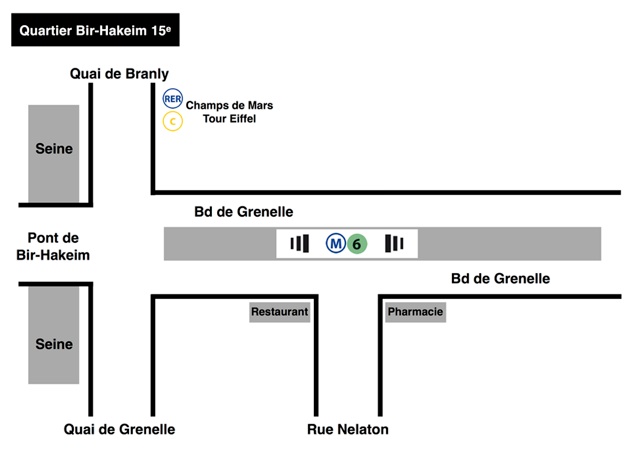 Quartier Bir-Hakeim 15e
Quai de Branly
RER
C
Champs de Mars
Tour Eiffel
Seine
Bd de Grenelle
Pont de
Bir-Hakeim
M 6
Bd de Grenelle
Restaurant
Pharmacie
Seine
Quai de Grenelle
Rue Nelaton